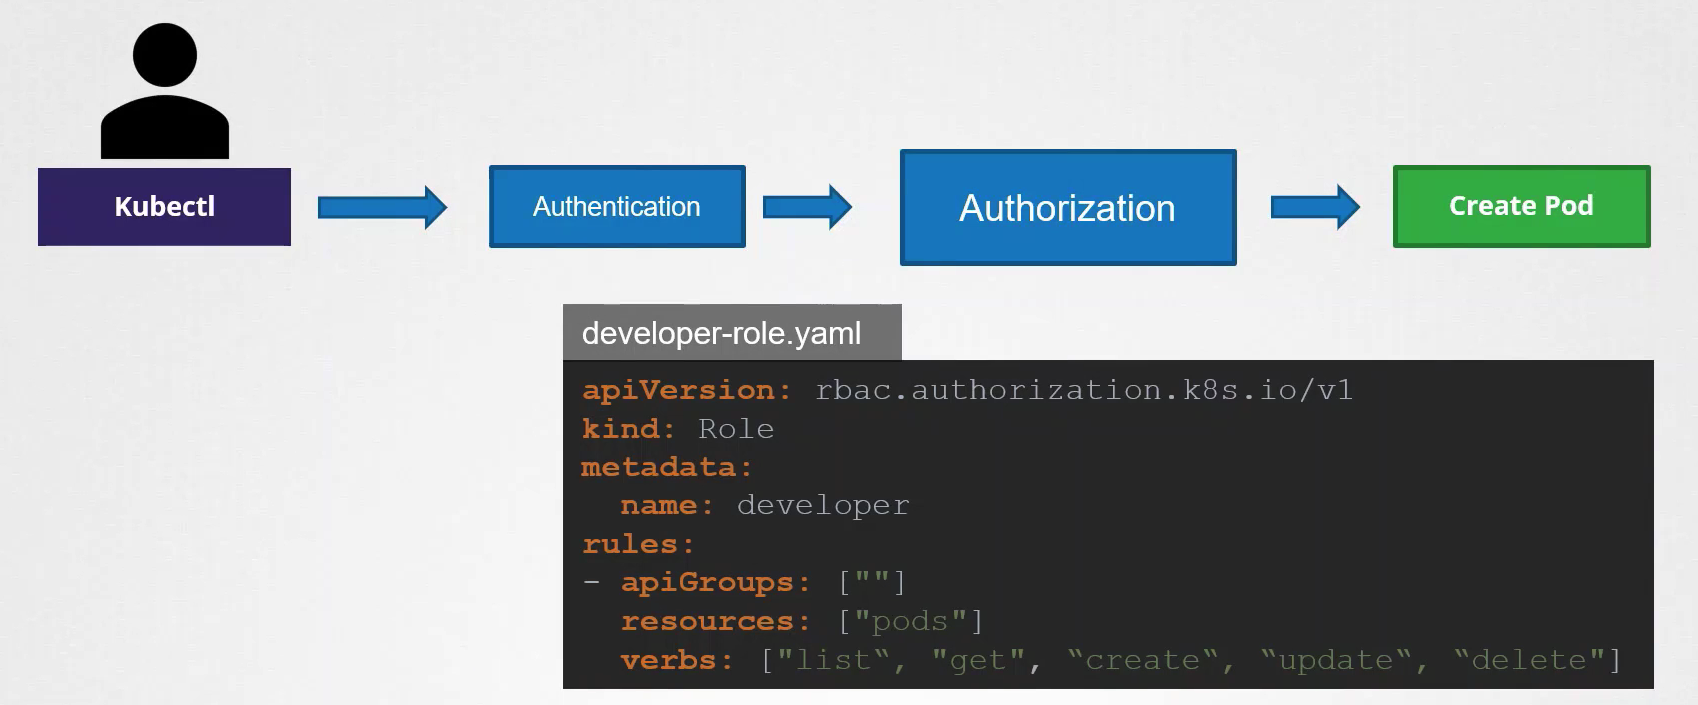 Kubectl
Authentication
Authorization
Create Pod
developer-role.yaml
apiVersion: rbac.authorization.k8s.io/v1
kind: Role
metadata:
  name: developer
rules:
- apiGroups: [""]
  resources: ["pods"]
  verbs: ["list“, "get", “create“, “update“, “delete"]